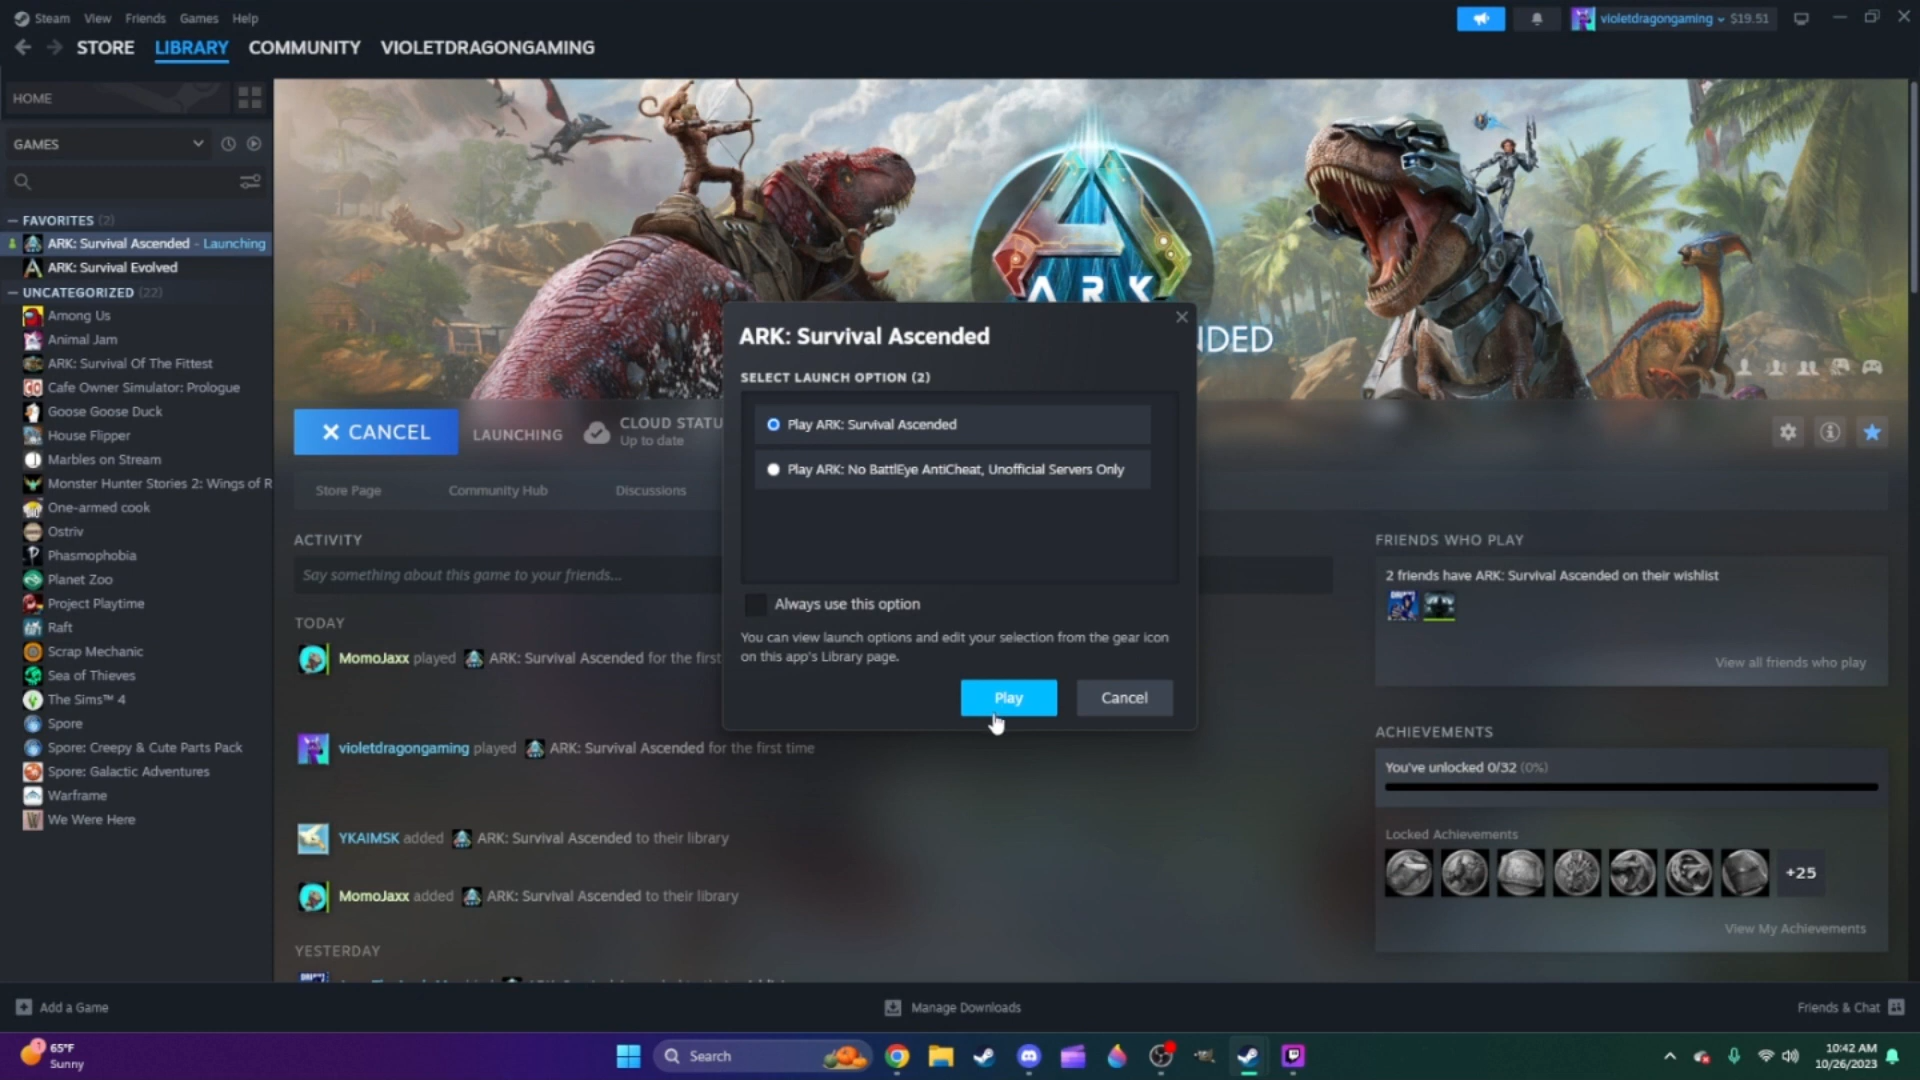 Steam View Friends Games Help
violetdragongaming $19.51
STORE LIBRARY COMMUNITY VIOLETDRAGONGAMING
HOME
GAMES
— FAVORITES (2)
ARK: Survival Ascended - Launching
ARK: Survival Evolved
— UNCATEGORIZED (22)
Among Us
Animal Jam
ARK: Survival Of The Fittest
Cafe Owner Simulator: Prologue
Goose Goose Duck
House Flipper
Marbles on Stream
Monster Hunter Stories 2: Wings of R
One-armed cook
Ostriv
Phasmophobia
Planet Zoo
Project Playtime
Raft
Scrap Mechanic
Sea of Thieves
The Sims™ 4
Spore
Spore: Creepy & Cute Parts Pack
Spore: Galactic Adventures
Warframe
We Were Here
ARK
NDED
CANCEL
LAUNCHING
CLOUD STATU
Up to date
Store Page Community Hub Discussions
ACTIVITY
Say something about this game to your friends...
TODAY
MomoJaxx played ARK: Survival Ascended for the first
violetdragongaming played ARK: Survival Ascended for the first time
YKAIMSK added ARK: Survival Ascended to their library
MomoJaxx added ARK: Survival Ascended to their library
YESTERDAY
ARK: Survival Ascended
SELECT LAUNCH OPTION (2)
Play ARK: Survival Ascended
Play ARK: No BattlEye AntiCheat, Unofficial Servers Only
Always use this option
You can view launch options and edit your selection from the gear icon
on this app's Library page.
Play Cancel
FRIENDS WHO PLAY
2 friends have ARK: Survival Ascended on their wishlist
View all friends who play
ACHIEVEMENTS
You've unlocked 0/32 (0%)
Locked Achievements
+25
View My Achievements
Add a Game
Manage Downloads
Friends & Chat
1
65°F
Sunny
Search
10:42 AM
10/26/2023